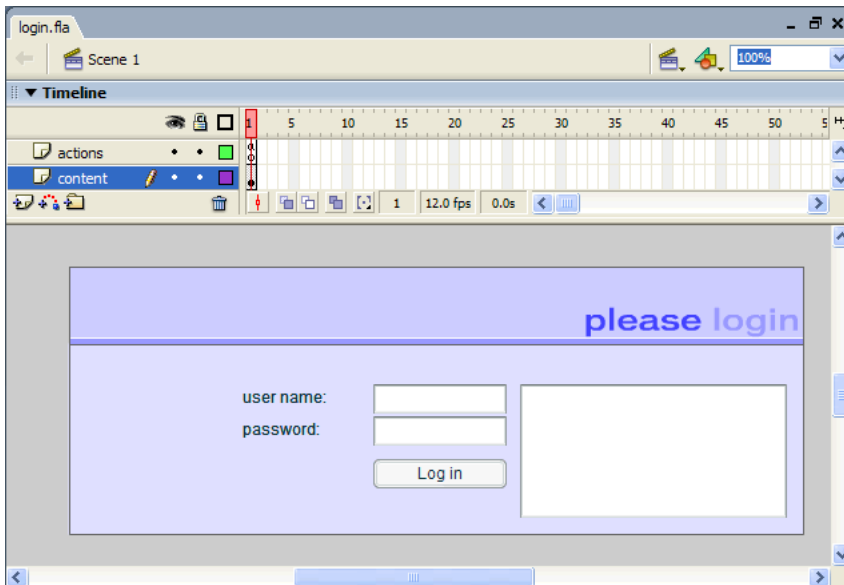 login.fla
Scene 1
100%
Timeline
1 5 10 15 20 25 30 35 40 45 50 5
actions
content
1 12.0 fps 0.0s
please login
user name:
password:
Log in